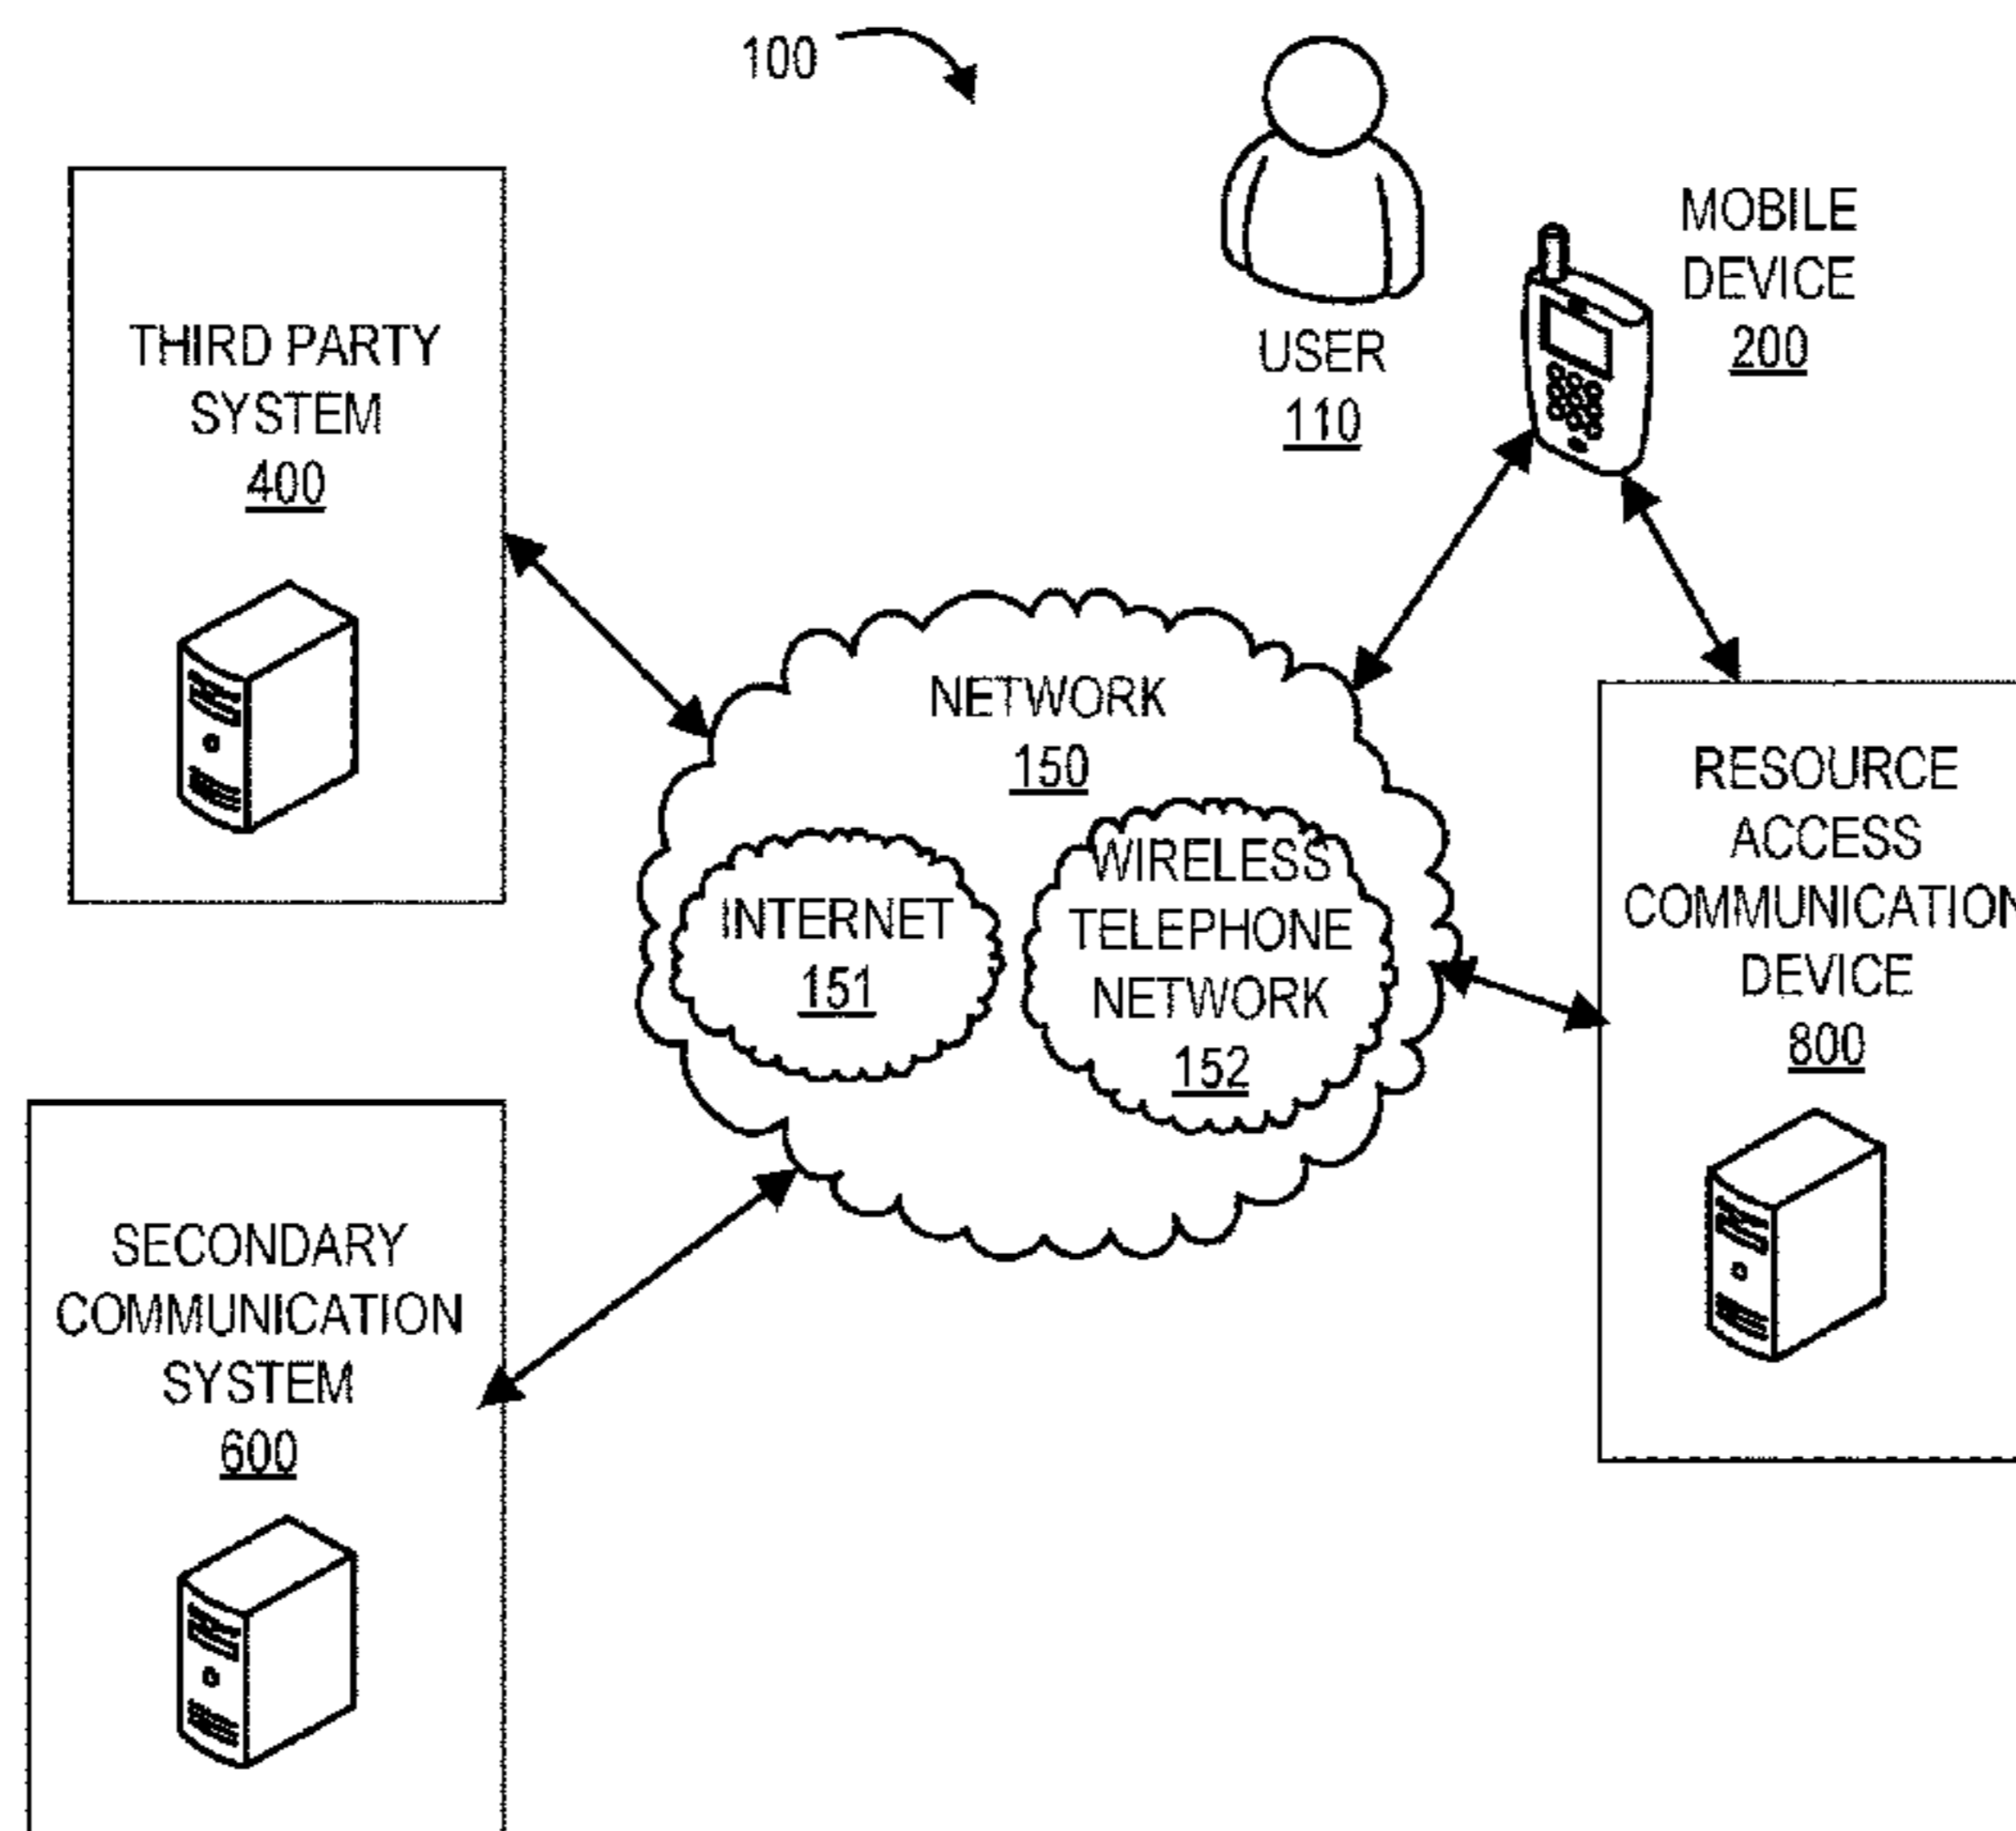 100
MOBILE
DEVICE
200
USER
110
THIRD PARTY
SYSTEM
400
NETWORK
150
INTERNET
151
WIRELESS
TELEPHONE
NETWORK
152
RESOURCE
ACCESS
COMMUNICATION
DEVICE
800
SECONDARY
COMMUNICATION
SYSTEM
600